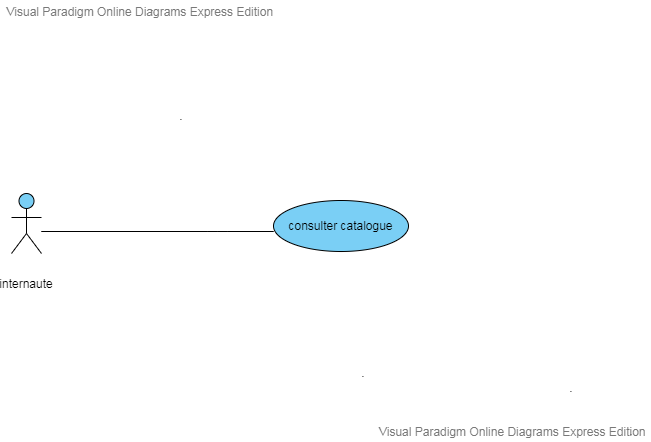 Visual Paradigm Online Diagrams Express Edition
consulter catalogue
internaute
Visual Paradigm Online Diagrams Express Edition